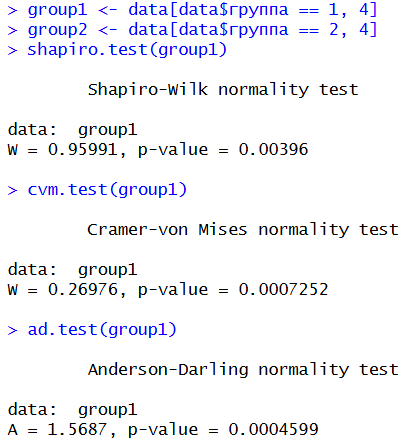 > group1 <- data[data$группа == 1, 4]
> group2 <- data[data$группа == 2, 4]
> shapiro.test(group1)
Shapiro-Wilk normality test
data:  group1
W = 0.95991, p-value = 0.00396
> cvm.test(group1)
Cramer-von Mises normality test
data:  group1
W = 0.26976, p-value = 0.0007252
> ad.test(group1)
Anderson-Darling normality test
data:  group1
A = 1.5687, p-value = 0.0004599